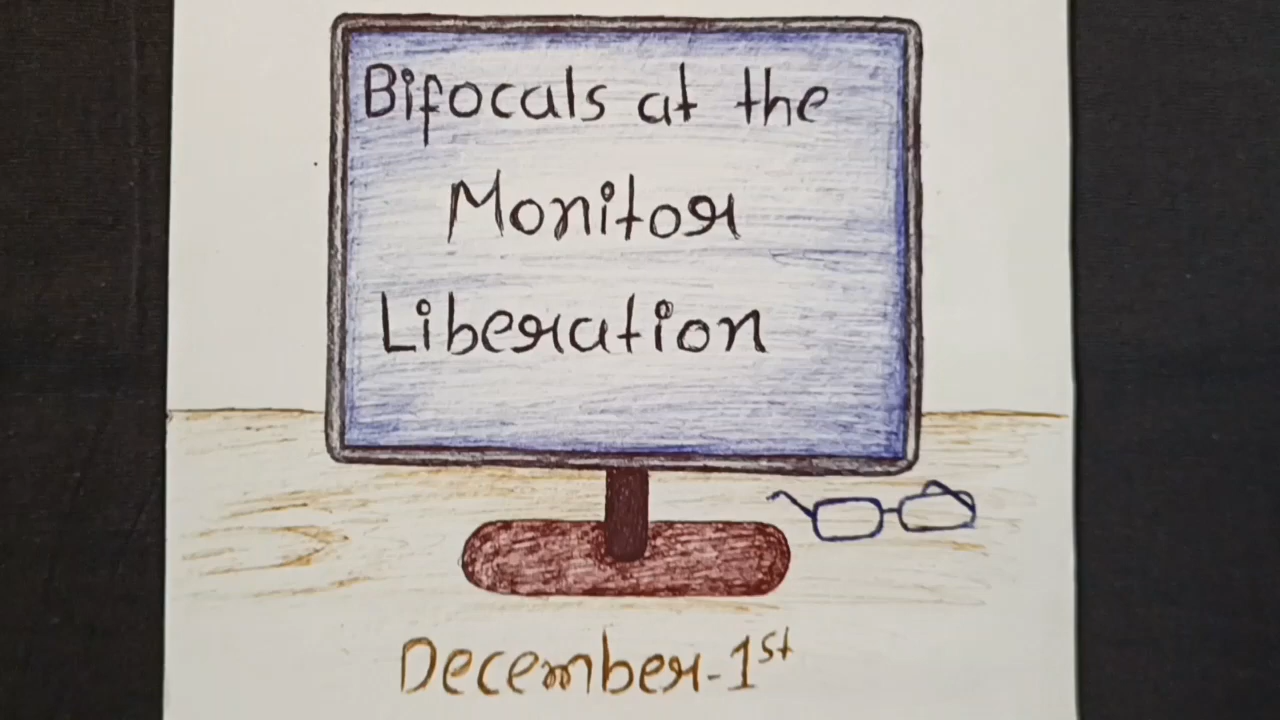 Bifocals at the
Monitor
Liberation
December-1st